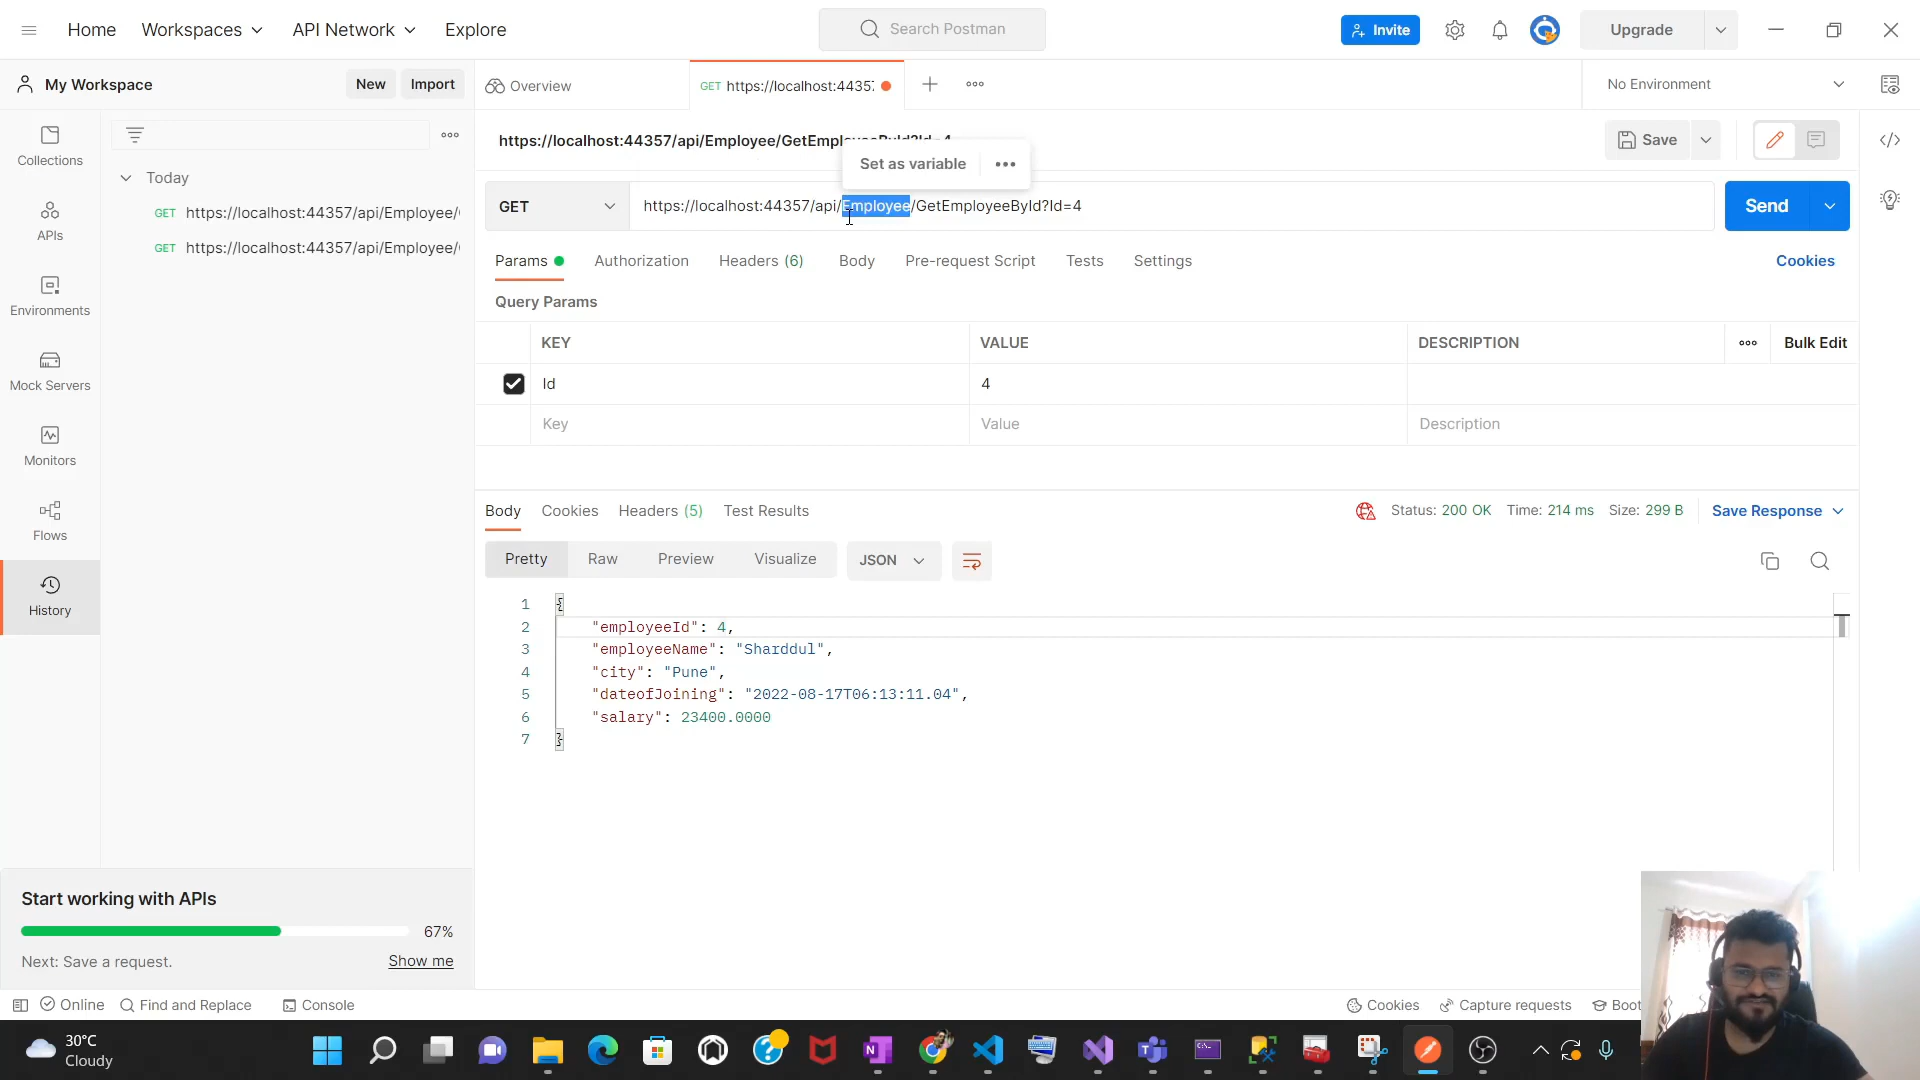 Home
Workspaces
API Network
Explore
Search Postman
Invite
Upgrade
My Workspace
New
Import
Overview
GET https://localhost:44357
No Environment
Collections
APIs
Environments
Mock Servers
Monitors
Flows
History
Today
GET https://localhost:44357/api/Employee/
GET https://localhost:44357/api/Employee/
https://localhost:44357/api/Employee/GetEmployeeById?Id=4
Save
Set as variable
GET
https://localhost:44357/api/Employee/GetEmployeeById?Id=4
Send
Params
Authorization
Headers (6)
Body
Pre-request Script
Tests
Settings
Cookies
Query Params
KEY
VALUE
DESCRIPTION
Bulk Edit
Id
4
Key
Value
Description
Body
Cookies
Headers (5)
Test Results
Status: 200 OK
Time: 214 ms
Size: 299 B
Save Response
Pretty
Raw
Preview
Visualize
JSON
1 {
2 "employeeId": 4,
3 "employeeName": "Sharddul",
4 "city": "Pune",
5 "dateofJoining": "2022-08-17T06:13:11.04",
6 "salary": 23400.0000
7 }
Start working with APIs
67%
Next: Save a request.
Show me
Online
Find and Replace
Console
Cookies
Capture requests
Boot
30°C
Cloudy